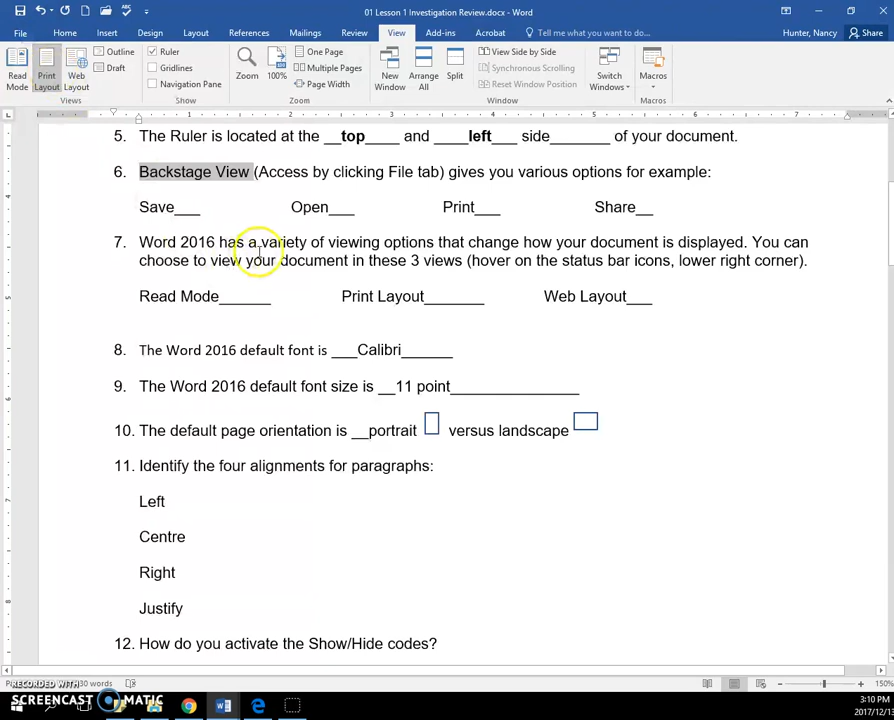 01 Lesson 1 Investigation Review.docx - Word
File Home Insert Design Layout References Mailings Review View Add-ins Acrobat Tell me what you want to do... Hunter, Nancy Share
Read Mode
Print Layout
Web Layout
Outline
Draft
Views
Ruler
Gridlines
Navigation Pane
Show
Zoom
100%
One Page
Multiple Pages
Page Width
Zoom
New Window
Arrange All
Split
View Side by Side
Synchronous Scrolling
Reset Window Position
Window
Switch Windows
Macros
Macros
5. The Ruler is located at the __top____ and ____left___ side_______ of your document.
6. Backstage View (Access by clicking File tab) gives you various options for example:
Save___ Open___ Print___ Share__
7. Word 2016 has a variety of viewing options that change how your document is displayed. You can
choose to view your document in these 3 views (hover on the status bar icons, lower right corner).
Read Mode______ Print Layout_______ Web Layout___
8. The Word 2016 default font is ___Calibri______
9. The Word 2016 default font size is __11 point_______________
10. The default page orientation is __portrait versus landscape
11. Identify the four alignments for paragraphs:
Left
Centre
Right
Justify
12. How do you activate the Show/Hide codes?
30 words
150%
RECORDED WITH
SCREENCAST MATIC
3:10 PM
2017/12/13